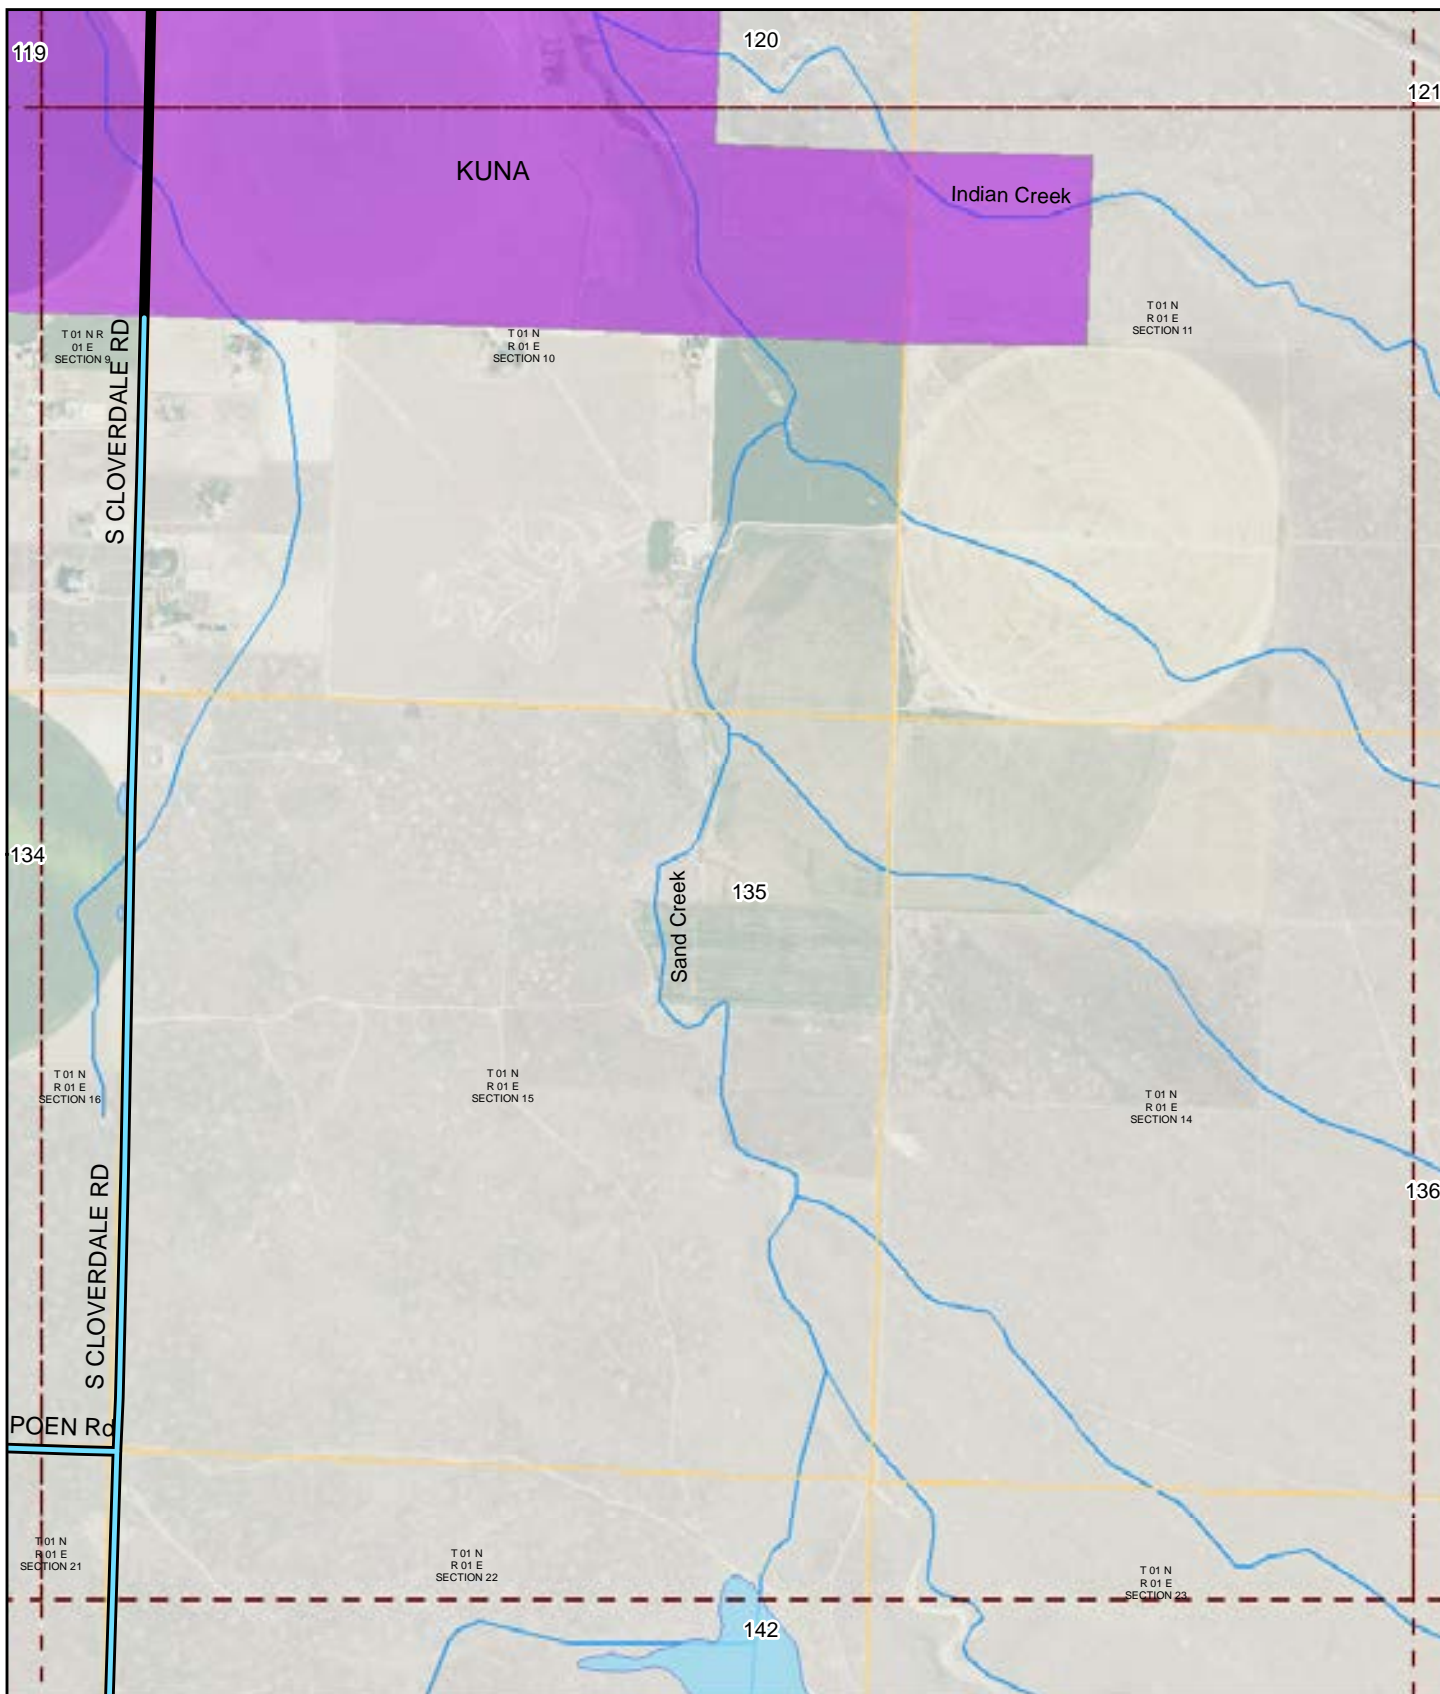 119
120
121
KUNA
Indian Creek
T 01 N
R 01 E
SECTION 11
T 01 N R
01 E
SECTION 9
T 01 N
R 01 E
SECTION 10
S CLOVERDALE RD
134
135
Sand Creek
T 01 N
R 01 E
SECTION 16
T 01 N
R 01 E
SECTION 15
T 01 N
R 01 E
SECTION 14
136
S CLOVERDALE RD
POEN Rd
T 01 N
R 01 E
SECTION 21
T 01 N
R 01 E
SECTION 22
T 01 N
R 01 E
SECTION 23
142